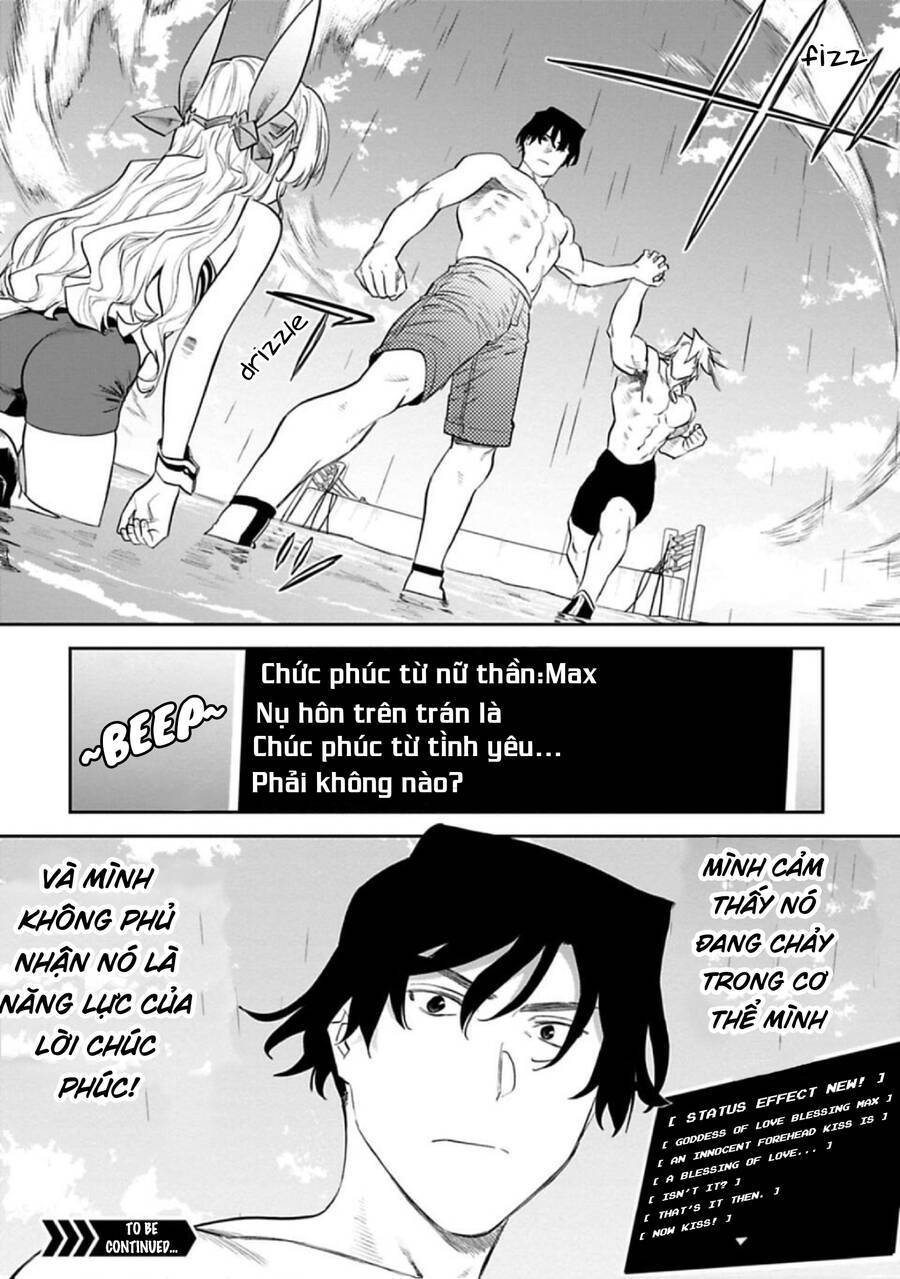 fizz
drizzle
~BEEP~
Chức phúc từ nữ thần:Max
Nụ hôn trên trán là
Chúc phúc từ tình yêu...
Phải không nào?
MÌNH CẢM
THẤY NÓ
ĐANG CHẢY
TRONG CƠ
THỂ MÌNH
VÀ MÌNH
KHÔNG PHỦ
NHẬN NÓ LÀ
NĂNG LỰC CỦA
LỜI CHÚC
PHÚC!
[ STATUS EFFECT NEW! ]
[ GODDESS OF LOVE BLESSING MAX ]
[ AN INNOCENT FOREHEAD KISS IS ]
[ A BLESSING OF LOVE... ]
[ ISN'T IT? ]
[ THAT'S IT THEN. ]
[ NOW KISS! ]
TO BE
CONTINUED...